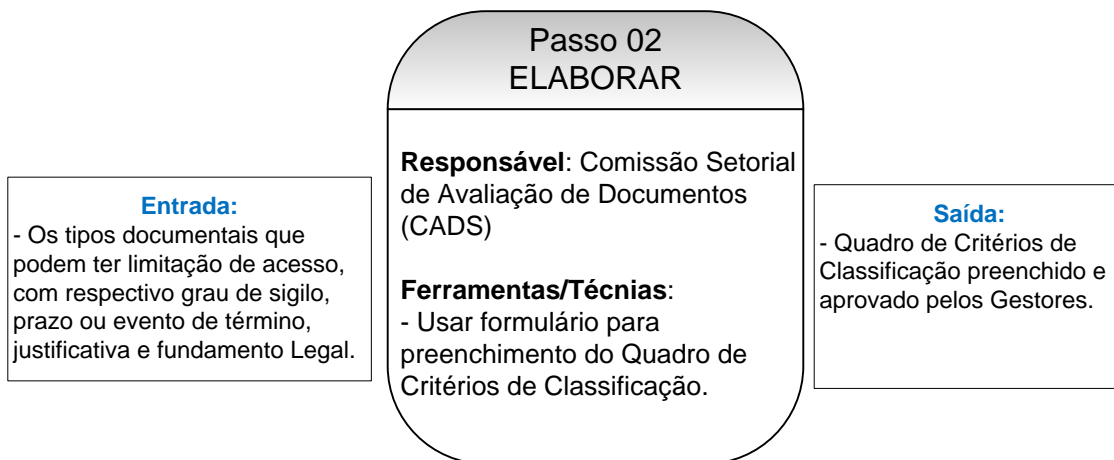 Passo 02
ELABORAR
Entrada:
- Os tipos documentais que
podem ter limitação de acesso,
com respectivo grau de sigilo,
prazo ou evento de término,
justificativa e fundamento Legal.
Responsável: Comissão Setorial
de Avaliação de Documentos
(CADS)
Ferramentas/Técnias:
- Usar formulário para
preenchimento do Quadro de
Critérios de Classificação.
Saída:
- Quadro de Critérios de
Classificação preenchido e
aprovado pelos Gestores.